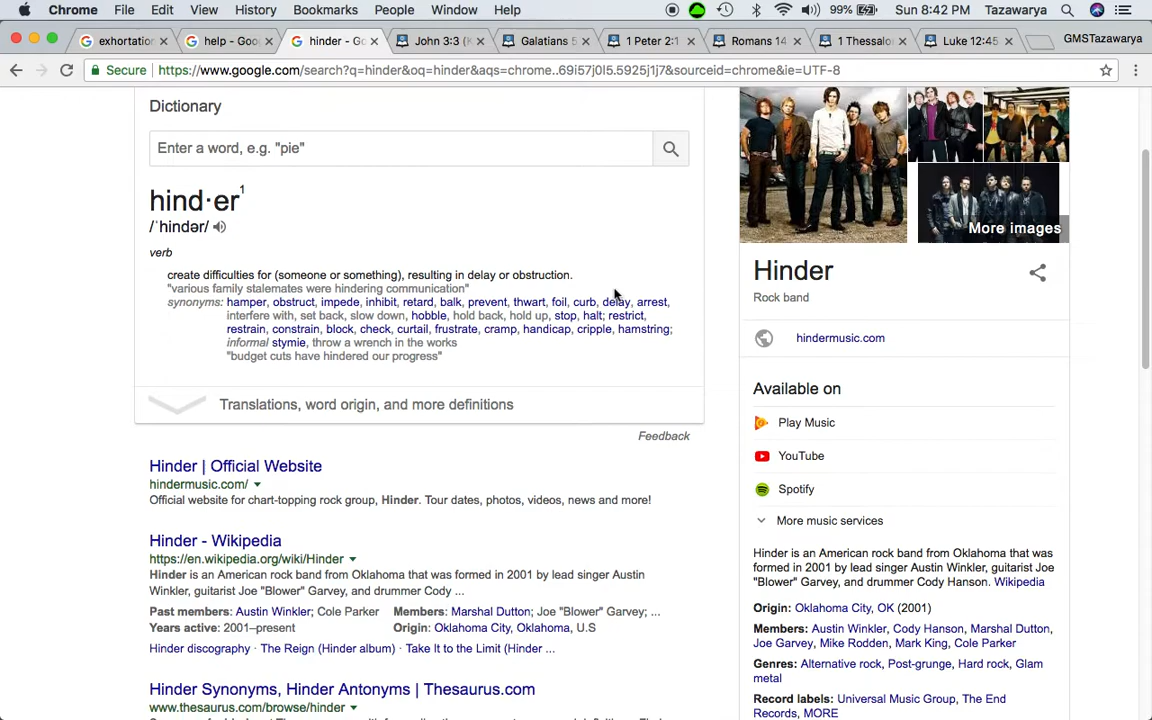 Chrome File Edit View History Bookmarks People Window Help 99% Sun 8:42 PM Tazawarya
exhortation help - Goo hinder - Go John 3:3 (K Galatians 5 1 Peter 2:1 Romans 14 1 Thessalo Luke 12:45 GMSTazawarya
Secure https://www.google.com/search?q=hinder&oq=hinder&aqs=chrome..69i57j0l5.5925j1j7&sourceid=chrome&ie=UTF-8
Dictionary
Enter a word, e.g. "pie"
hind·er1
/ˈhindər/
verb
create difficulties for (someone or something), resulting in delay or obstruction.
"various family stalemates were hindering communication"
synonyms: hamper, obstruct, impede, inhibit, retard, balk, prevent, thwart, foil, curb, delay, arrest,
interfere with, set back, slow down, hobble, hold back, hold up, stop, halt; restrict,
restrain, constrain, block, check, curtail, frustrate, cramp, handicap, cripple, hamstring;
informal stymie, throw a wrench in the works
"budget cuts have hindered our progress"
Translations, word origin, and more definitions
Feedback
Hinder | Official Website
hindermusic.com/
Official website for chart-topping rock group, Hinder. Tour dates, photos, videos, news and more!
Hinder - Wikipedia
https://en.wikipedia.org/wiki/Hinder
Hinder is an American rock band from Oklahoma that was formed in 2001 by lead singer Austin
Winkler, guitarist Joe "Blower" Garvey, and drummer Cody ...
Past members: Austin Winkler; Cole Parker Members: Marshal Dutton; Joe "Blower" Garvey; ...
Years active: 2001–present Origin: Oklahoma City, Oklahoma, U.S
Hinder discography · The Reign (Hinder album) · Take It to the Limit (Hinder ...
Hinder Synonyms, Hinder Antonyms | Thesaurus.com
www.thesaurus.com/browse/hinder
More images
Hinder
Rock band
hindermusic.com
Available on
Play Music
YouTube
Spotify
More music services
Hinder is an American rock band from Oklahoma that was
formed in 2001 by lead singer Austin Winkler, guitarist Joe
"Blower" Garvey, and drummer Cody Hanson. Wikipedia
Origin: Oklahoma City, OK (2001)
Members: Austin Winkler, Cody Hanson, Marshal Dutton,
Joe Garvey, Mike Rodden, Mark King, Cole Parker
Genres: Alternative rock, Post-grunge, Hard rock, Glam
metal
Record labels: Universal Music Group, The End
Records, MORE